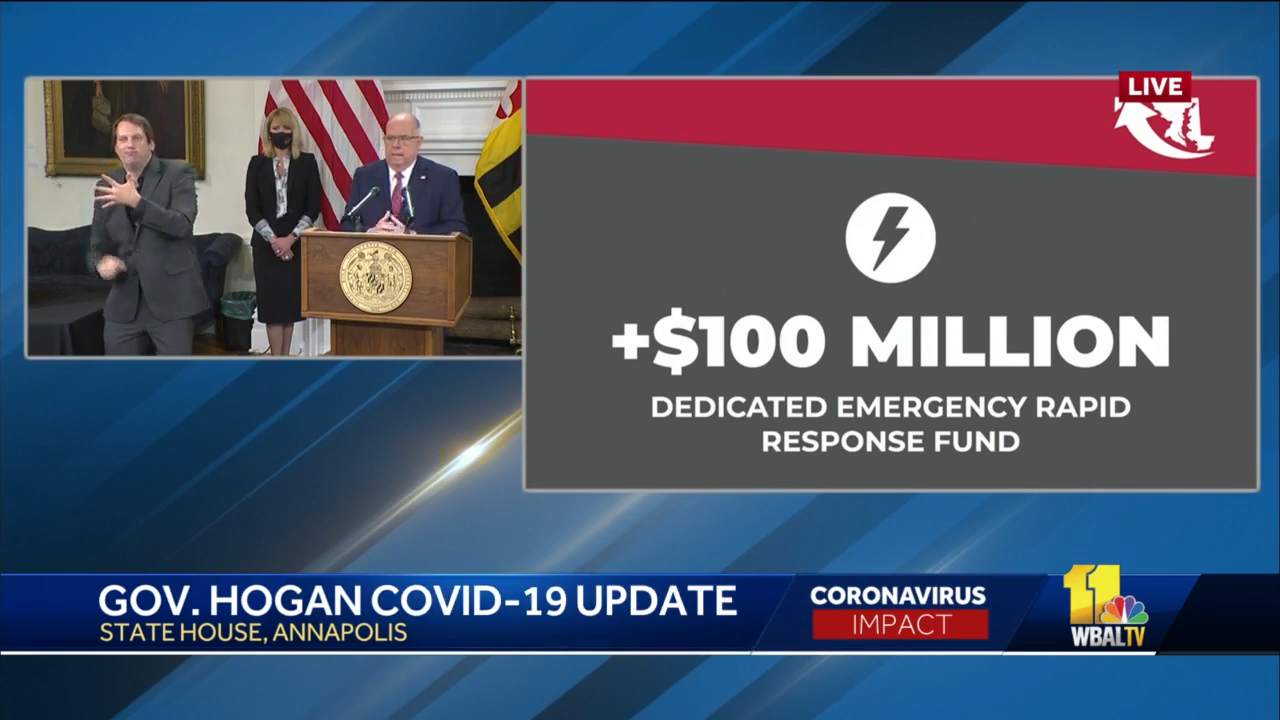 LIVE
+$100 MILLION
DEDICATED EMERGENCY RAPID
RESPONSE FUND
GOV. HOGAN COVID-19 UPDATE
STATE HOUSE, ANNAPOLIS
CORONAVIRUS
IMPACT
1
WBALTV